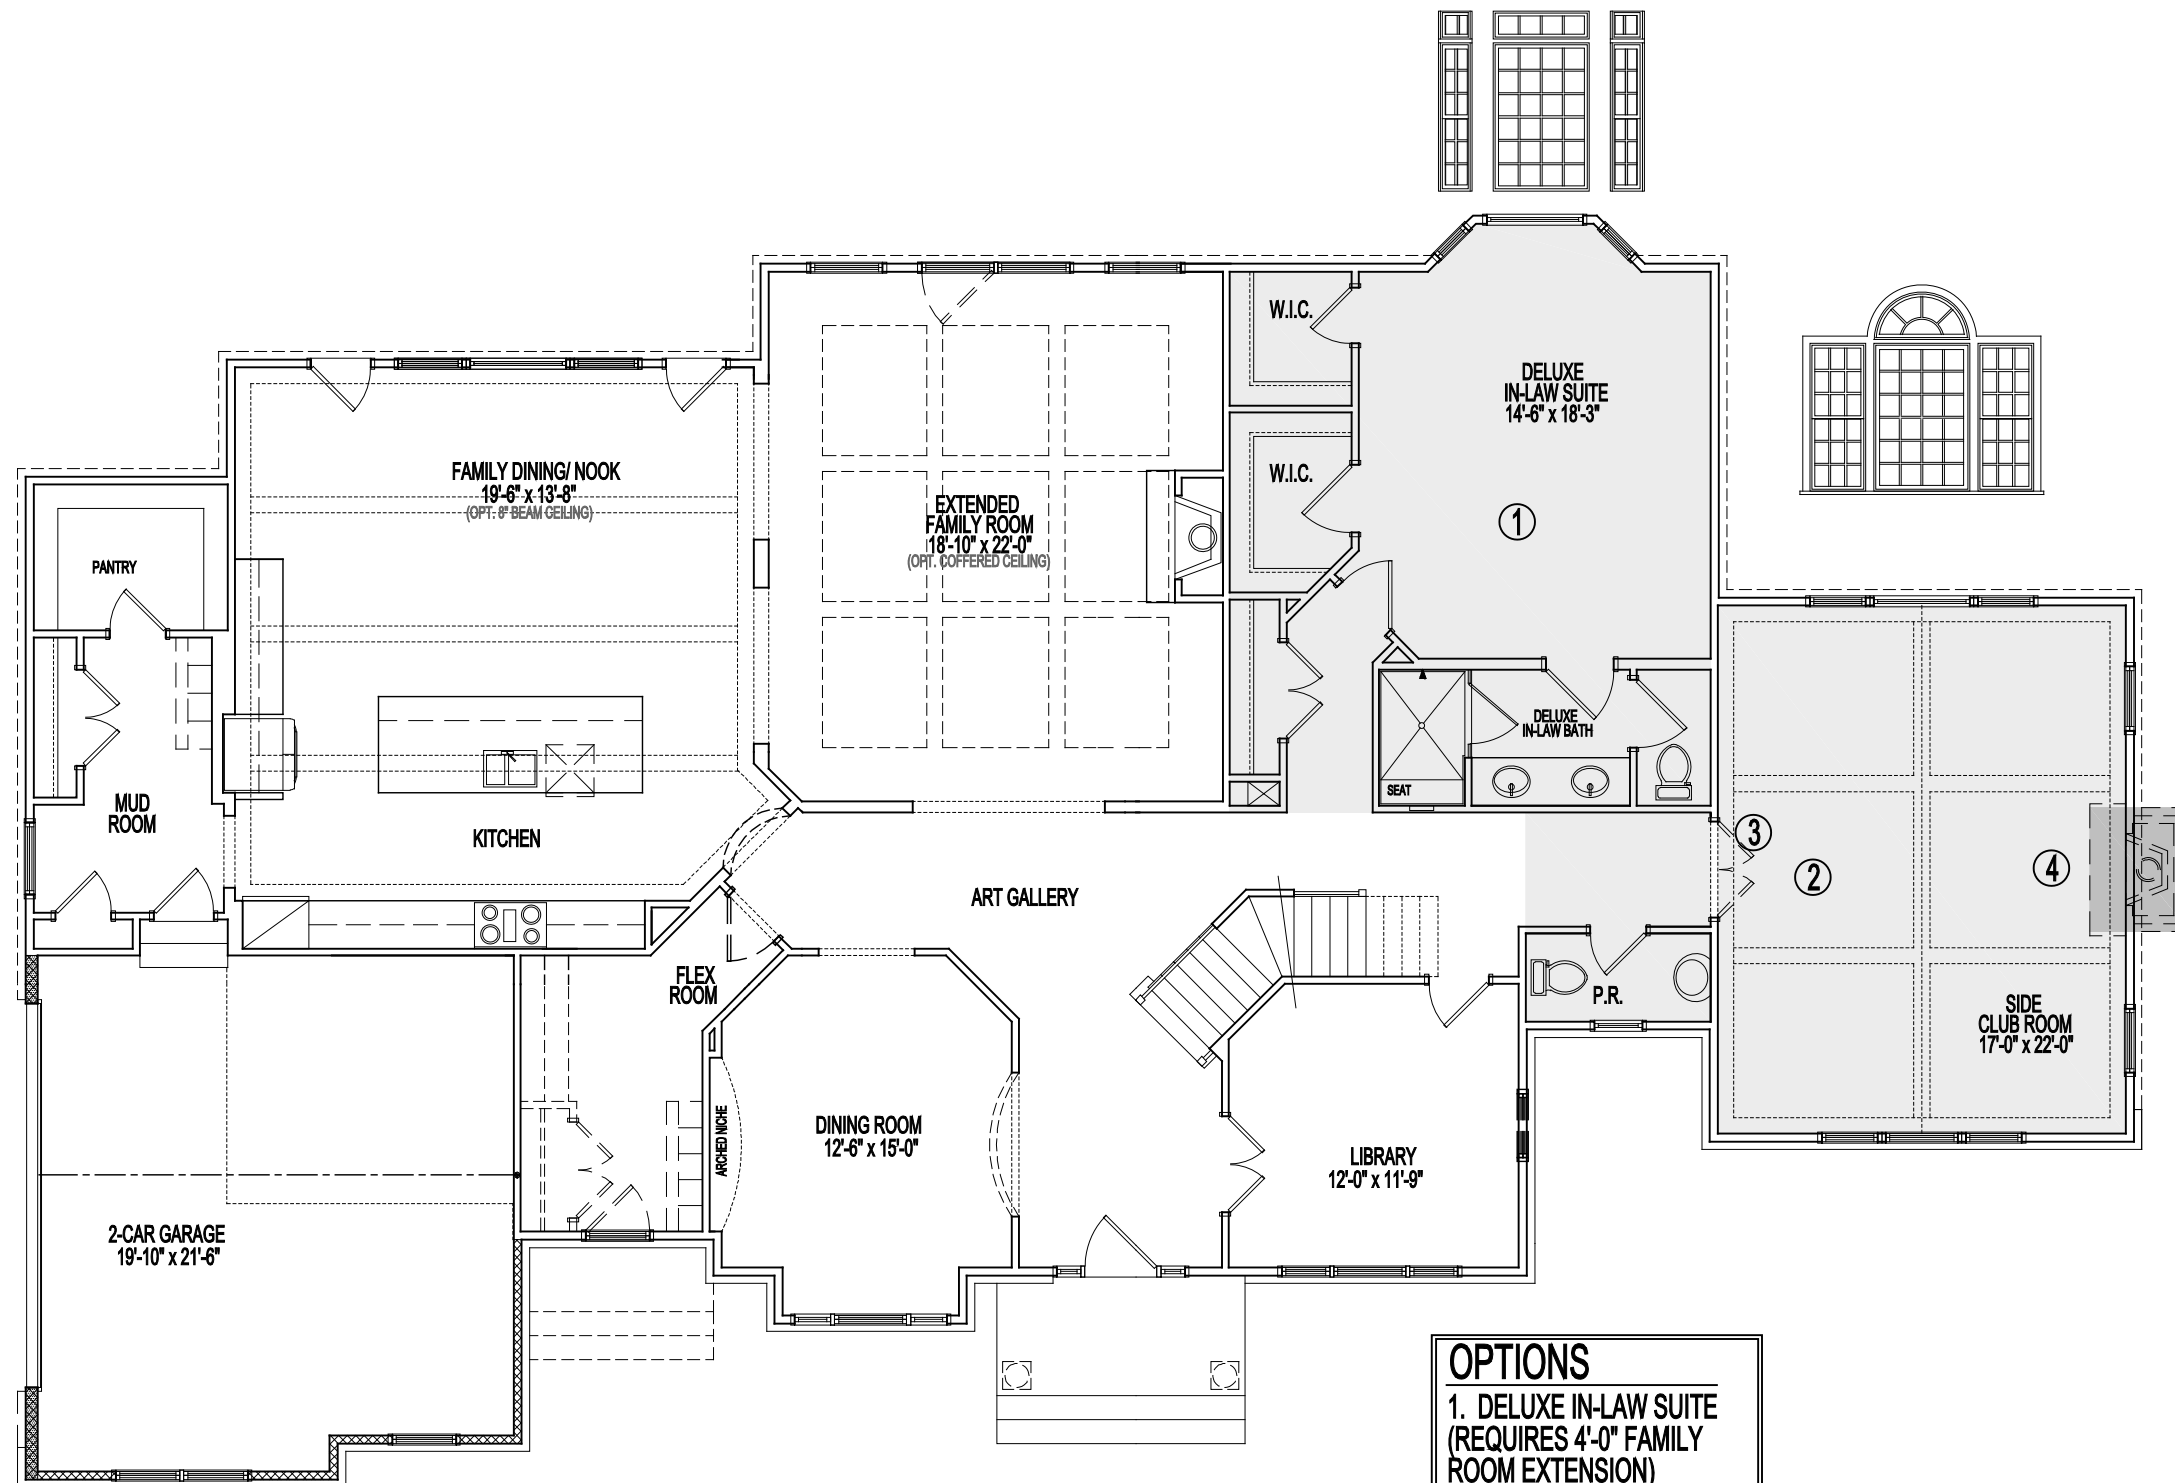 W.I.C.
DELUXE
IN-LAW SUITE
14'-6" x 18'-3"
FAMILY DINING/ NOOK
19'-6" x 13'-8"
(OPT. 8" BEAM CEILING)
W.I.C.
EXTENDED
FAMILY ROOM
18'-10" x 22'-0"
(OPT. COFFERED CEILING)
1
PANTRY
DELUXE
IN-LAW BATH
SEAT
MUD
ROOM
KITCHEN
3
2
4
ART GALLERY
FLEX
ROOM
P.R.
SIDE
CLUB ROOM
17'-0" x 22'-0"
ARCHED NICHE
DINING ROOM
12'-6" x 15'-0"
LIBRARY
12'-0" x 11'-9"
2-CAR GARAGE
19'-10" x 21'-6"
OPTIONS
1. DELUXE IN-LAW SUITE
(REQUIRES 4'-0" FAMILY
ROOM EXTENSION)